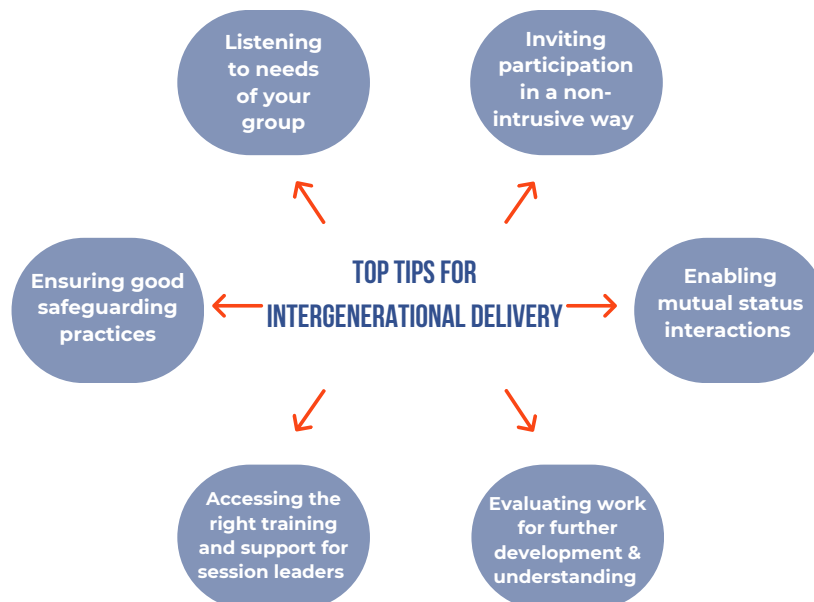 Listening
to needs
of your
group
Inviting
participation
in a non-
intrusive way
Ensuring good
safeguarding
practices
TOP TIPS FOR
INTERGENERATIONAL DELIVERY
Enabling
mutual status
interactions
Accessing the
right training
and support for
session leaders
Evaluating work
for further
development &
understanding